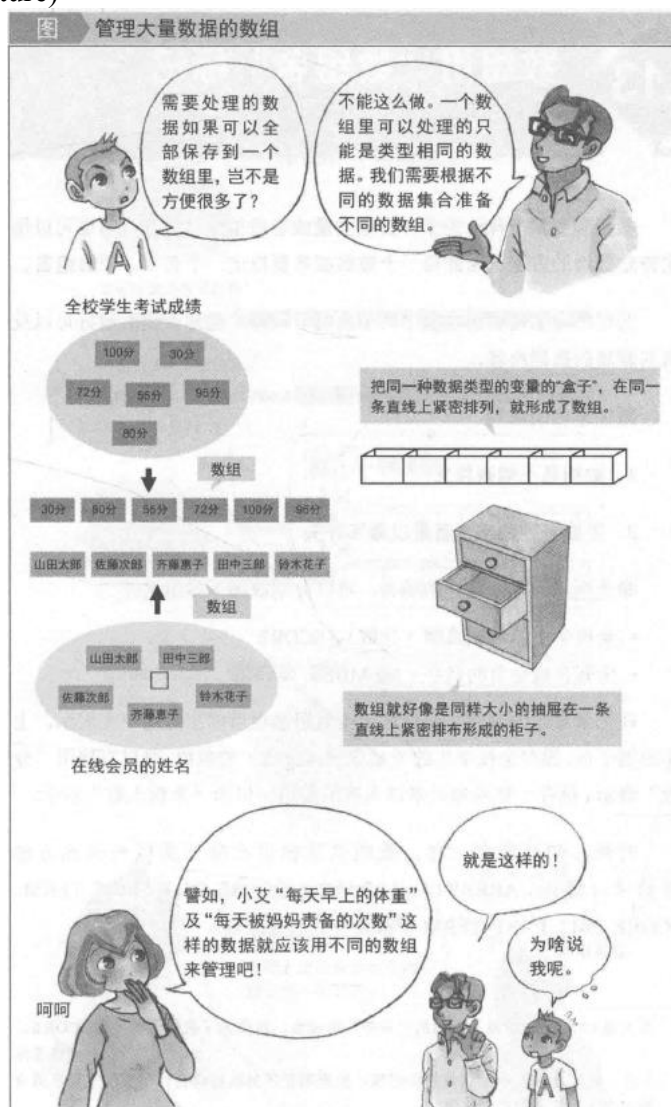 ture)
图 管理大量数据的数组
需要处理的数
据如果可以全
部保存到一个
数组里，岂不是
方便很多了？
不能这么做。一个数
组里可以处理的只
能是类型相同的数
据。我们需要根据不
同的数据集合准备
不同的数组。
全校学生考试成绩
100分 30分
72分 55分 95分
80分
数组
30分 80分 55分 72分 100分 95分
山田太郎 佐藤次郎 齐藤惠子 田中三郎 铃木花子
数组
山田太郎 田中三郎
佐藤次郎 铃木花子
齐藤惠子
在线会员的姓名
把同一种数据类型的变量的“盒子”，在同一
条直线上紧密排列，就形成了数组。
数组就好像是同样大小的抽屉在一条
直线上紧密排布形成的柜子。
譬如，小艾“每天早上的体重”
及“每天被妈妈责备的次数”这
样的数据就应该用不同的数组
来管理吧！
呵呵
就是这样的！
为啥说
我呢。